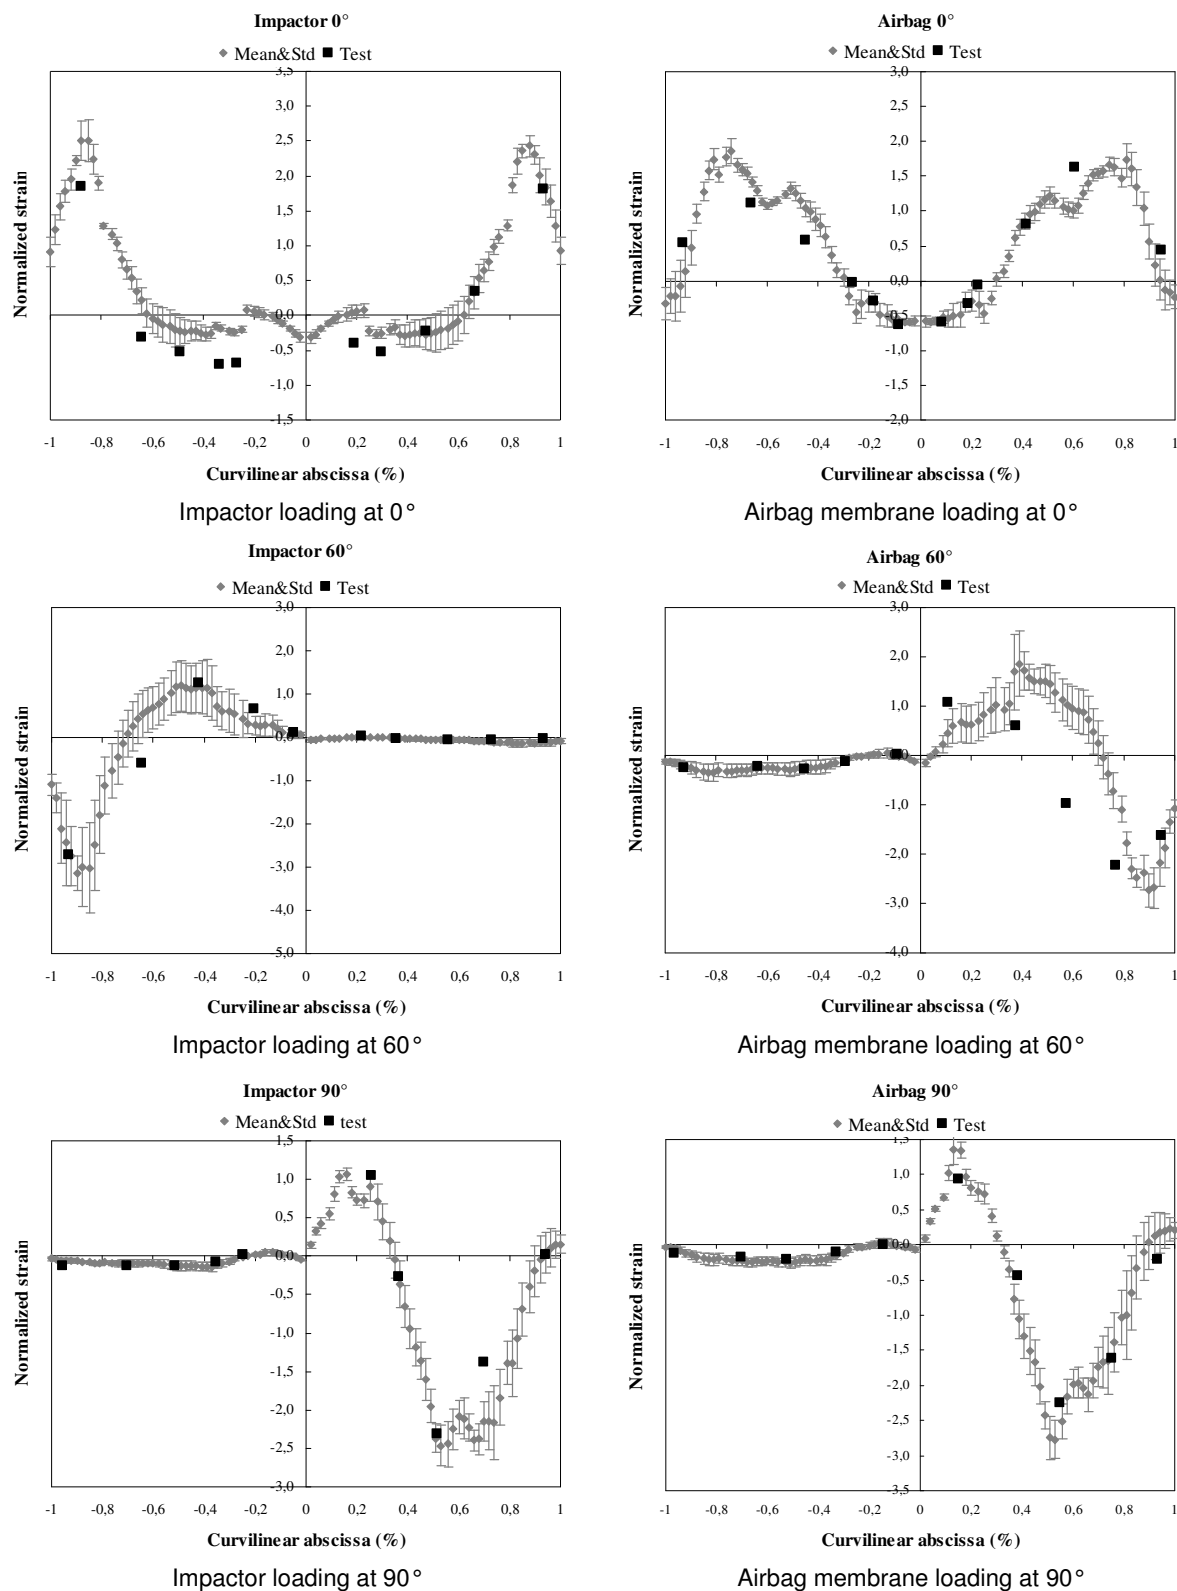 Impactor 0°
Mean&Std Test
3,5
3,0
2,5
2,0
1,5
1,0
0,5
0,0
-0,5
-1,0
-1,5
-1 -0,8 -0,6 -0,4 -0,2 0 0,2 0,4 0,6 0,8 1
Normalized strain
Curvilinear abscissa (%)
Impactor loading at 0°
Airbag 0°
Mean&Std Test
3,0
2,0
1,0
0,0
-1,0
-2,0
-1 -0,8 -0,6 -0,4 -0,2 0 0,2 0,4 0,6 0,8 1
Normalized strain
Curvilinear abscissa (%)
Airbag membrane loading at 0°
Impactor 60°
Mean&Std Test
3,0
2,0
1,0
0,0
-1,0
-2,0
-3,0
-4,0
-5,0
-1 -0,8 -0,6 -0,4 -0,2 0 0,2 0,4 0,6 0,8 1
Normalized strain
Curvilinear abscissa (%)
Impactor loading at 60°
Airbag 60°
Mean&Std Test
3,0
2,0
1,0
0,0
-1,0
-2,0
-3,0
-4,0
-1 -0,8 -0,6 -0,4 -0,2 0 0,2 0,4 0,6 0,8 1
Normalized strain
Curvilinear abscissa (%)
Airbag membrane loading at 60°
Impactor 90°
Mean&Std test
1,5
1,0
0,5
0,0
-0,5
-1,0
-1,5
-2,0
-2,5
-3,0
-1 -0,8 -0,6 -0,4 -0,2 0 0,2 0,4 0,6 0,8 1
Normalized strain
Curvilinear abscissa (%)
Impactor loading at 90°
Airbag 90°
Mean&Std Test
1,5
1,0
0,5
0,0
-0,5
-1,0
-1,5
-2,0
-2,5
-3,0
-3,5
-1 -0,8 -0,6 -0,4 -0,2 0 0,2 0,4 0,6 0,8 1
Normalized strain
Curvilinear abscissa (%)
Airbag membrane loading at 90°